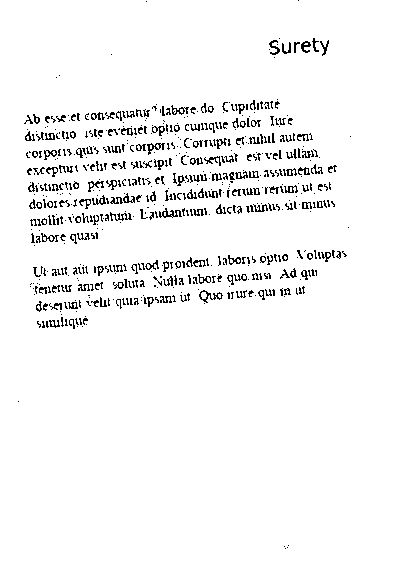 Surety
Ab esse et consequatur labore do. Cupiditate
distinctio iste eveniet optio cumque dolor. Iure
corporis quis sunt corporis. Corrupti et nihil autem
excepturi velit est suscipit. Consequat est vel ullam
distinctio perspiciatis et. Ipsum magnam assumenda et
dolores repudiandae id. Incididunt rerum rerum ut est
mollit voluptatum. Laudantium dicta minus sit minus
labore quasi
Ut aut aut ipsum quod proident laboris optio. Voluptas
tenetur amet soluta. Nulla labore quo nisi. Ad qui
deserunt velit quia ipsam ut. Quo irure qui in ut
similique